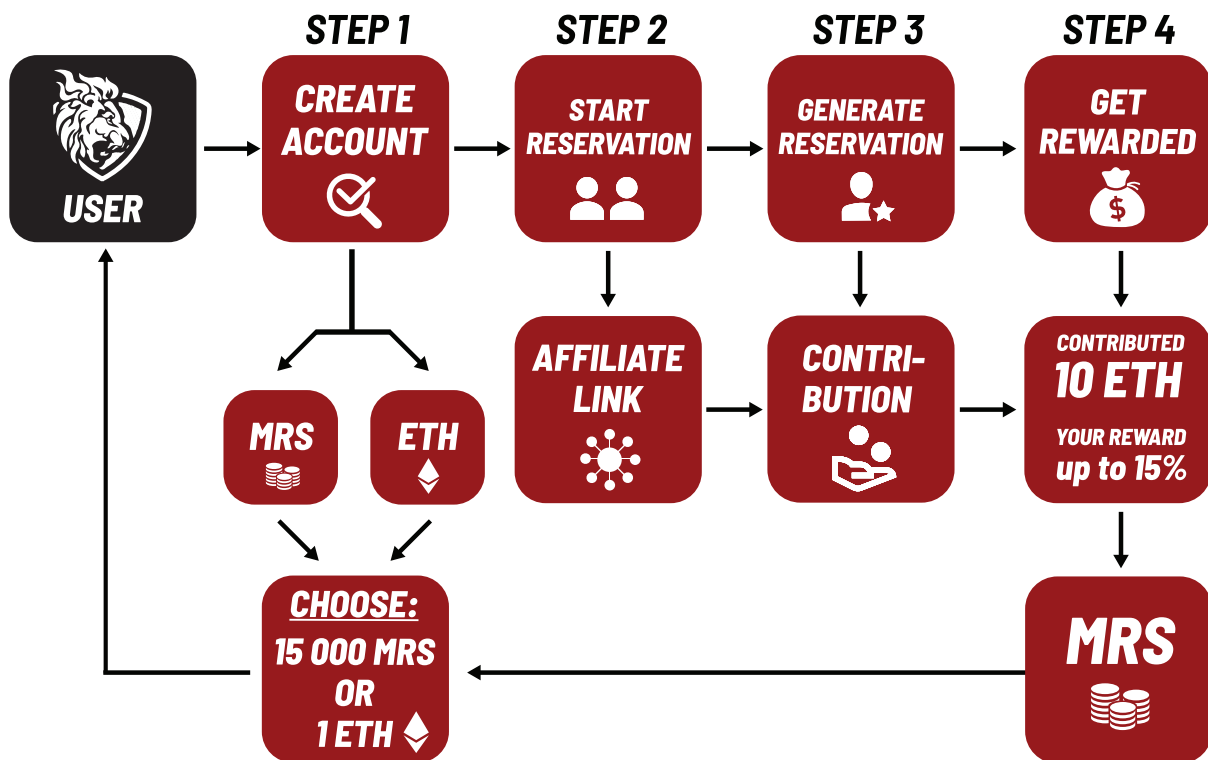 STEP 1
STEP 2
STEP 3
STEP 4
USER
CREATE
ACCOUNT
START
RESERVATION
GENERATE
RESERVATION
GET
REWARDED
$
MRS
ETH
AFFILIATE
LINK
CONTRI-
BUTION
CONTRIBUTED
10 ETH
YOUR REWARD
up to 15%
CHOOSE:
15 000 MRS
OR
1 ETH
MRS